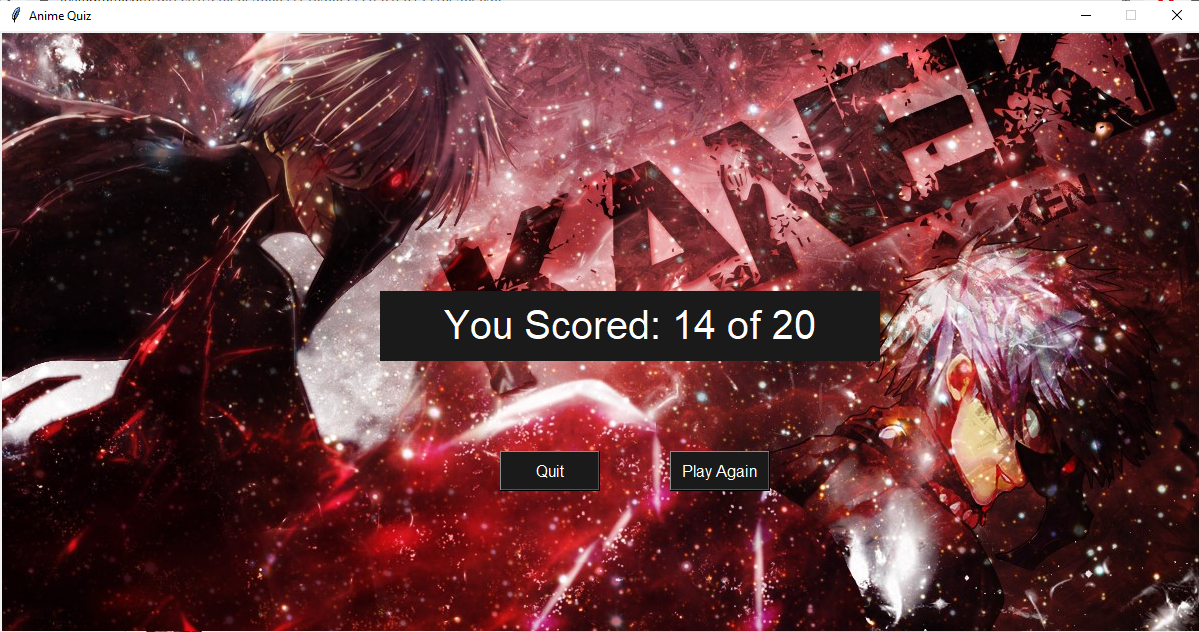 Anime Quiz
KANEKI
KEN
You Scored: 14 of 20
Quit
Play Again